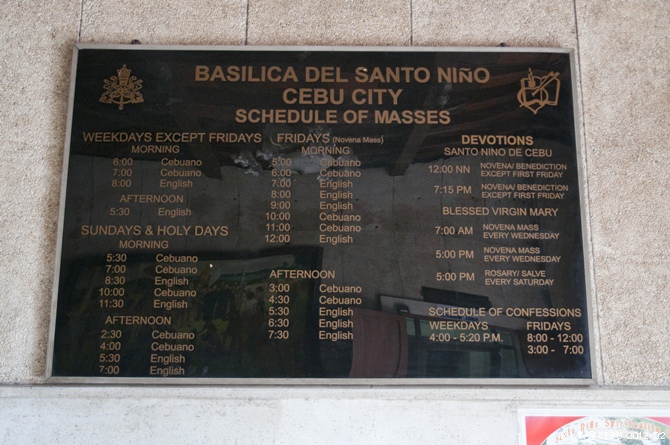 BASILICA DEL SANTO NIÑO
CEBU CITY
SCHEDULE OF MASSES
WEEKDAYS EXCEPT FRIDAYS
MORNING
6:00 Cebuano
7:00 Cebuano
8:00 English
AFTERNOON
5:30 English
SUNDAYS & HOLY DAYS
MORNING
5:30 Cebuano
7:00 Cebuano
8:30 English
10:00 Cebuano
11:30 English
AFTERNOON
2:30 Cebuano
4:00 Cebuano
5:30 English
7:00 English
FRIDAYS (Novena Mass)
MORNING
5:00 Cebuano
6:00 Cebuano
7:00 English
8:00 English
9:00 English
10:00 Cebuano
11:00 Cebuano
12:00 English
AFTERNOON
3:00 Cebuano
4:30 Cebuano
5:30 English
6:30 English
7:30 English
DEVOTIONS
SANTO NINO DE CEBU
12:00 NN NOVENA/ BENEDICTION
EXCEPT FIRST FRIDAY
7:15 PM NOVENA/ BENEDICTION
EXCEPT FIRST FRIDAY
BLESSED VIRGIN MARY
7:00 AM NOVENA MASS
EVERY WEDNESDAY
5:00 PM NOVENA MASS
EVERY WEDNESDAY
5:00 PM ROSARY/ SALVE
EVERY SATURDAY
SCHEDULE OF CONFESSIONS
WEEKDAYS FRIDAYS
4:00 - 5:20 P.M. 8:00 - 12:00
3:00 - 7:00